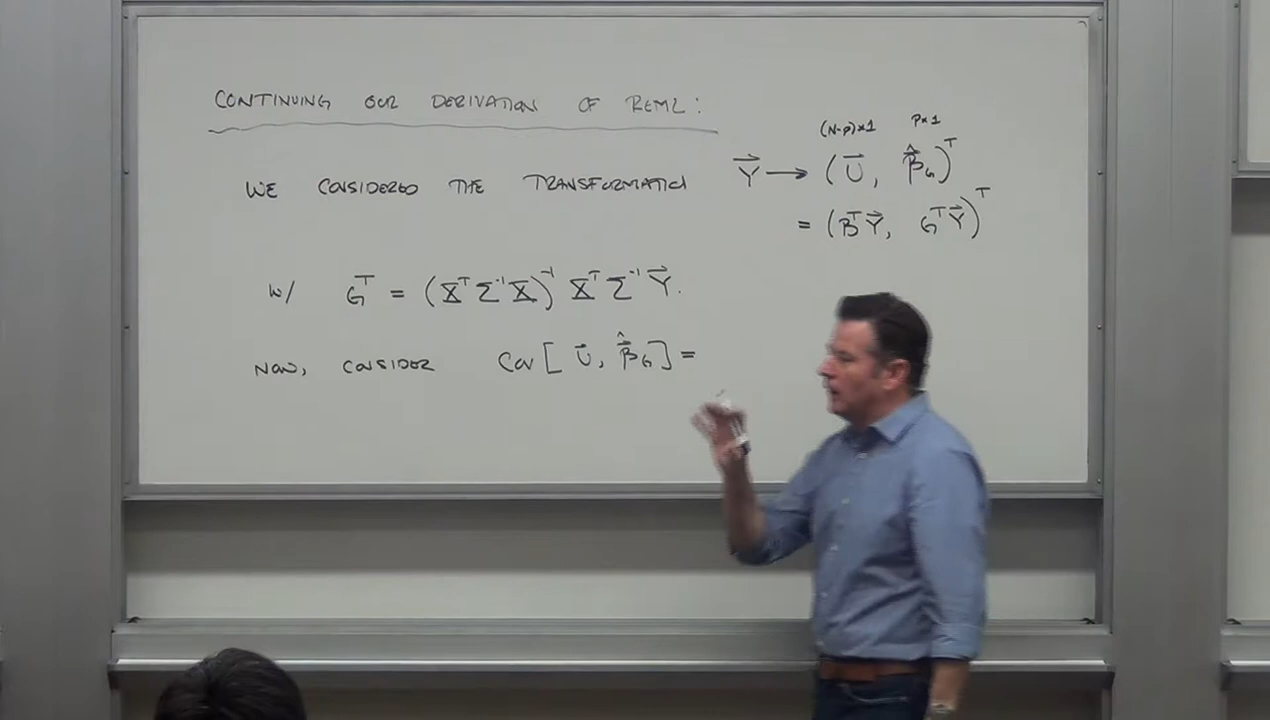 CONTINUING OUR DERIVATION OF REML:
(N-p)×1 p×1
WE CONSIDERED THE TRANSFORMATION Y⃗ → (U⃗, β̂⃗_G)^T
= (B^T Y⃗, G^T Y⃗)^T
w/ G^T = (X^T Σ^-1 X)^-1 X^T Σ^-1 Y⃗.
NOW, CONSIDER Cov[U⃗, β̂⃗_G] =